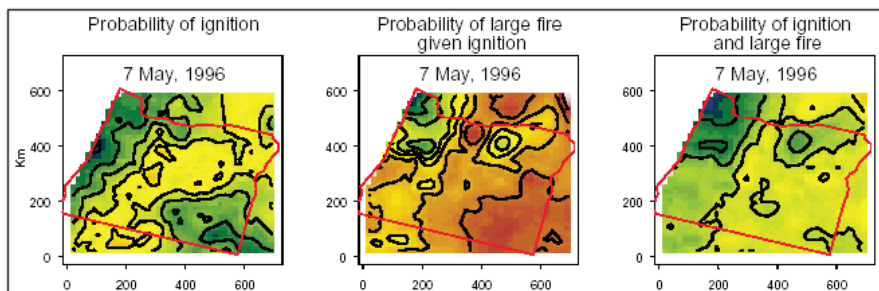 Probability of ignition
Probability of large fire
given ignition
Probability of ignition
and large fire
7 May, 1996
7 May, 1996
7 May, 1996
Km
600
400
200
0
600
400
200
0
600
400
200
0
0 200 400 600
0 200 400 600
0 200 400 600